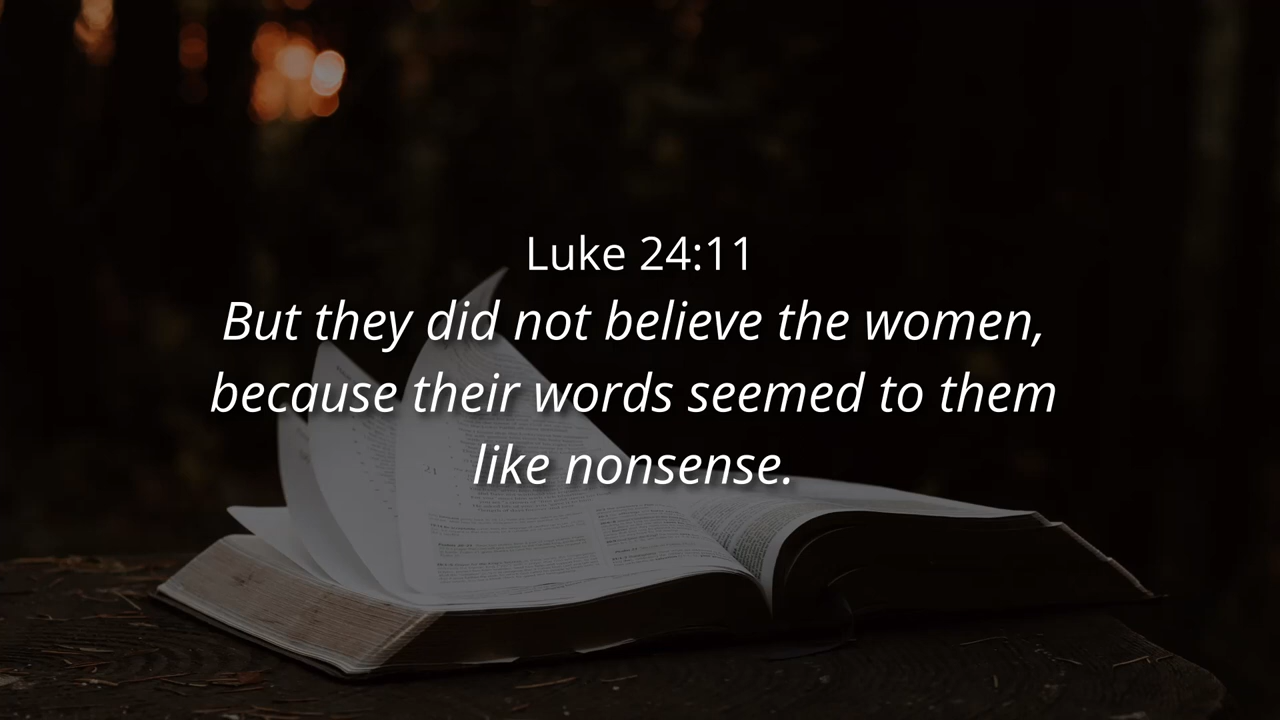 Luke 24:11
But they did not believe the women,
because their words seemed to them
like nonsense.